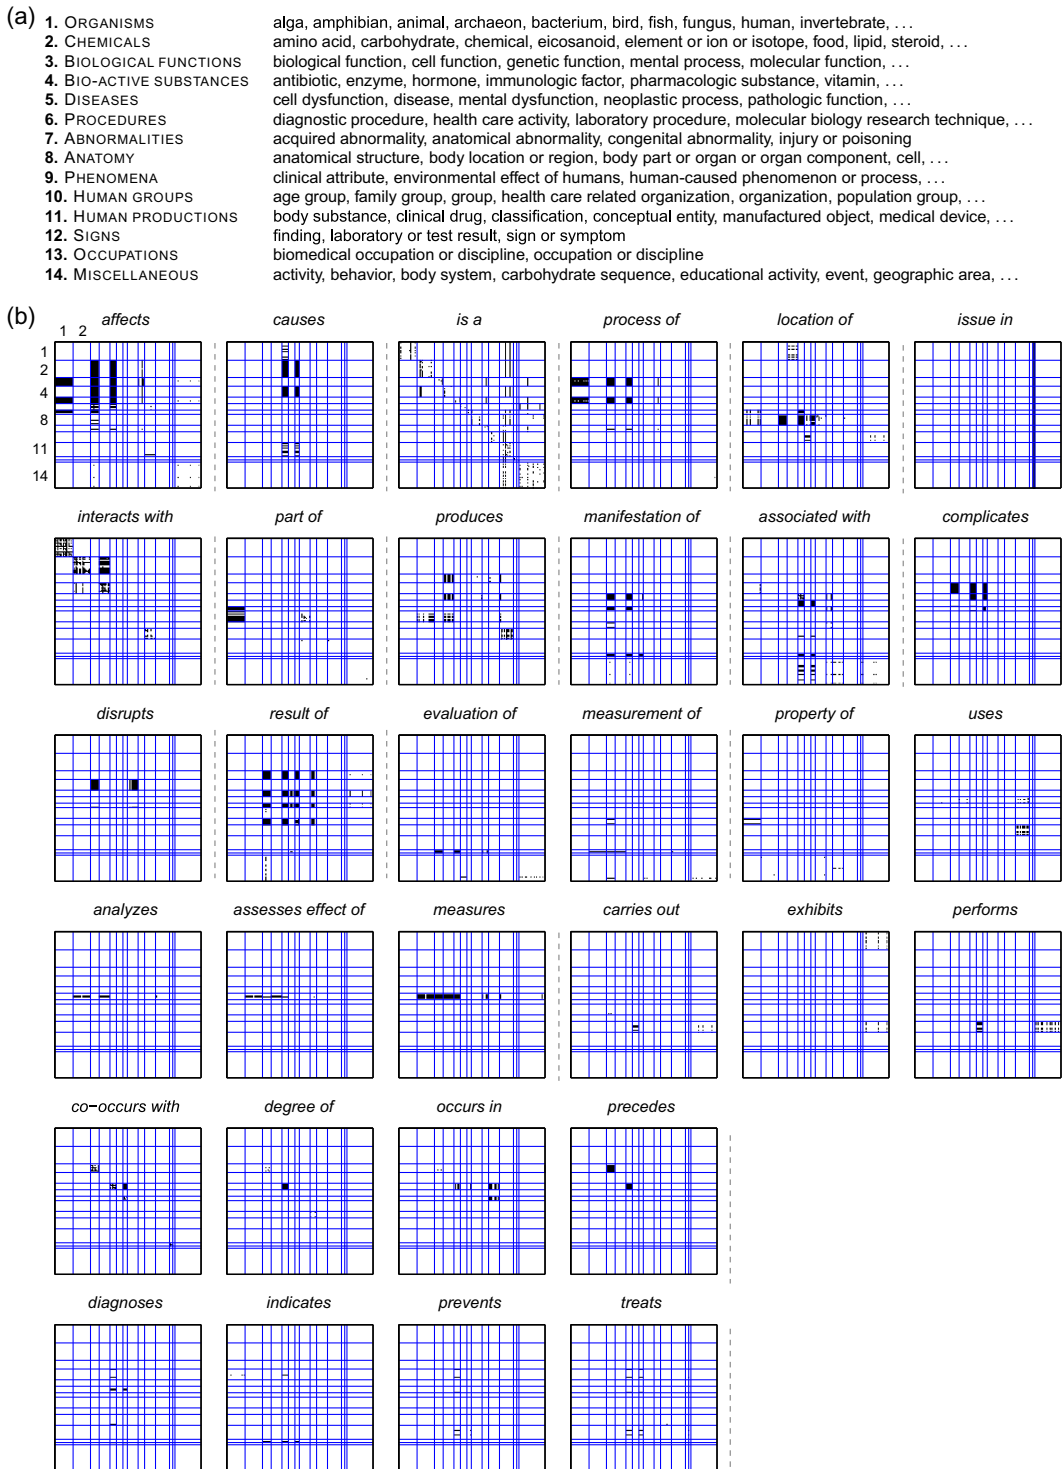 (a)
1. ORGANISMS alga, amphibian, animal, archaeon, bacterium, bird, fish, fungus, human, invertebrate, ...
2. CHEMICALS amino acid, carbohydrate, chemical, eicosanoid, element or ion or isotope, food, lipid, steroid, ...
3. BIOLOGICAL FUNCTIONS biological function, cell function, genetic function, mental process, molecular function, ...
4. BIO-ACTIVE SUBSTANCES antibiotic, enzyme, hormone, immunologic factor, pharmacologic substance, vitamin, ...
5. DISEASES cell dysfunction, disease, mental dysfunction, neoplastic process, pathologic function, ...
6. PROCEDURES diagnostic procedure, health care activity, laboratory procedure, molecular biology research technique, ...
7. ABNORMALITIES acquired abnormality, anatomical abnormality, congenital abnormality, injury or poisoning
8. ANATOMY anatomical structure, body location or region, body part or organ or organ component, cell, ...
9. PHENOMENA clinical attribute, environmental effect of humans, human-caused phenomenon or process, ...
10. HUMAN GROUPS age group, family group, group, health care related organization, organization, population group, ...
11. HUMAN PRODUCTIONS body substance, clinical drug, classification, conceptual entity, manufactured object, medical device, ...
12. SIGNS finding, laboratory or test result, sign or symptom
13. OCCUPATIONS biomedical occupation or discipline, occupation or discipline
14. MISCELLANEOUS activity, behavior, body system, carbohydrate sequence, educational activity, event, geographic area, ...
(b)
affects causes is a process of location of issue in
1 2
1
2
4
8
11
14
interacts with part of produces manifestation of associated with complicates
disrupts result of evaluation of measurement of property of uses
analyzes assesses effect of measures carries out exhibits performs
co-occurs with degree of occurs in precedes
diagnoses indicates prevents treats